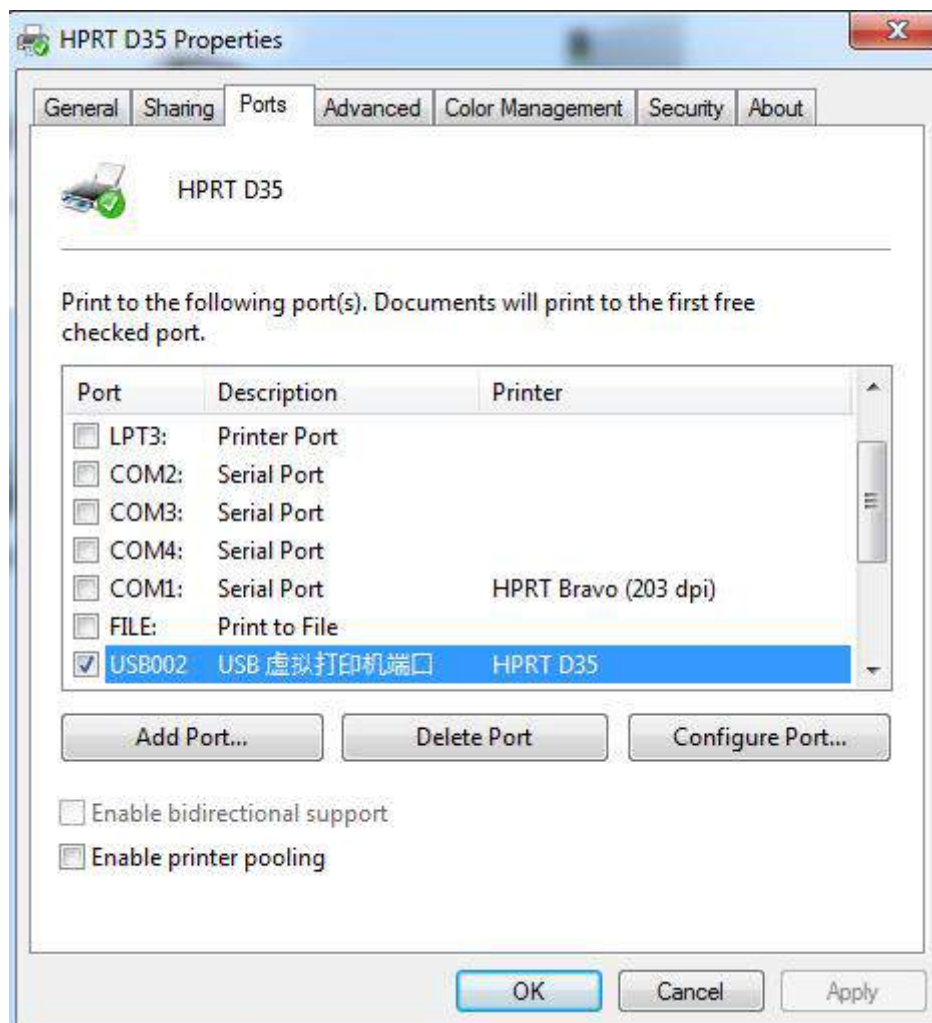 HPRT D35 Properties
General Sharing Ports Advanced Color Management Security About
HPRT D35
Print to the following port(s). Documents will print to the first free
checked port.
Port Description Printer
LPT3: Printer Port
COM2: Serial Port
COM3: Serial Port
COM4: Serial Port
COM1: Serial Port HPRT Bravo (203 dpi)
FILE: Print to File
USB002 USB 虚拟打印机端口 HPRT D35
Add Port... Delete Port Configure Port...
Enable bidirectional support
Enable printer pooling
OK Cancel Apply